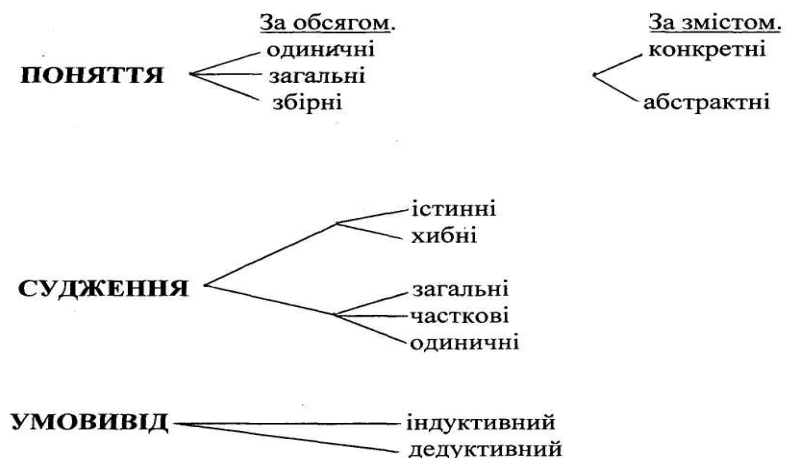 За обсягом. За змістом.
одиничні конкретні
ПОНЯТТЯ загальні
збірні абстрактні
істинні
хибні
СУДЖЕННЯ загальні
часткові
одиничні
УМОВИВІД індуктивний
дедуктивний